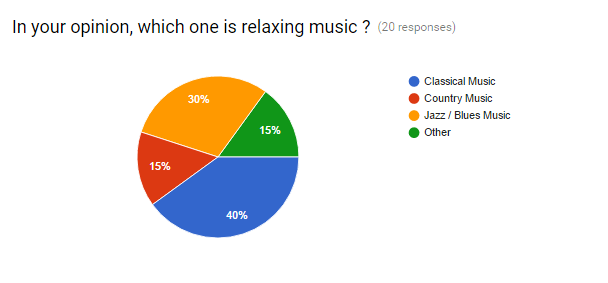 In your opinion, which one is relaxing music ? (20 responses)
Classical Music
Country Music
Jazz / Blues Music
Other
30%
15%
15%
40%